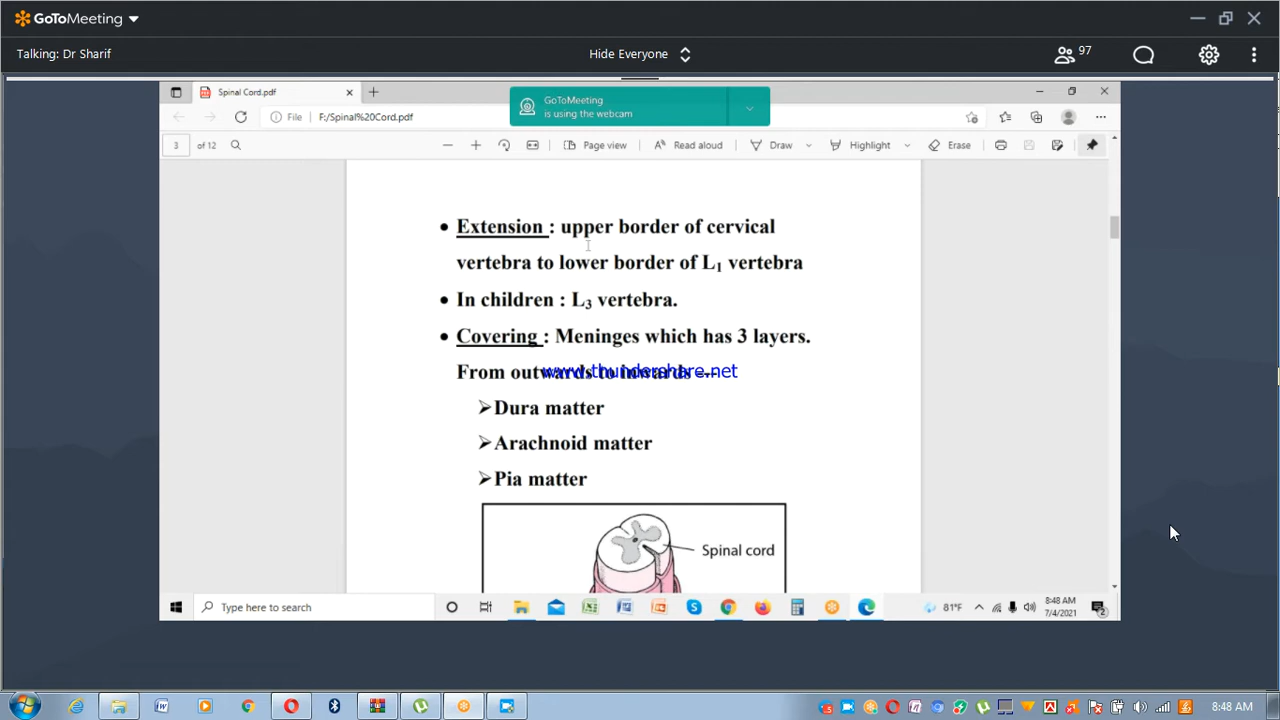 GoToMeeting
Talking: Dr Sharif
Hide Everyone
97
Spinal Cord.pdf
GoToMeeting
is using the webcam
File
F:/Spinal%20Cord.pdf
3 of 12
Page view
Read aloud
Draw
Highlight
Erase
• Extension : upper border of cervical
vertebra to lower border of L1 vertebra
• In children : L3 vertebra.
• Covering : Meninges which has 3 layers.
From outwards to inwards ---
www.thundershare.net
➢Dura matter
➢Arachnoid matter
➢Pia matter
Spinal cord
Type here to search
81°F
8:48 AM
7/4/2021
2
8:48 AM